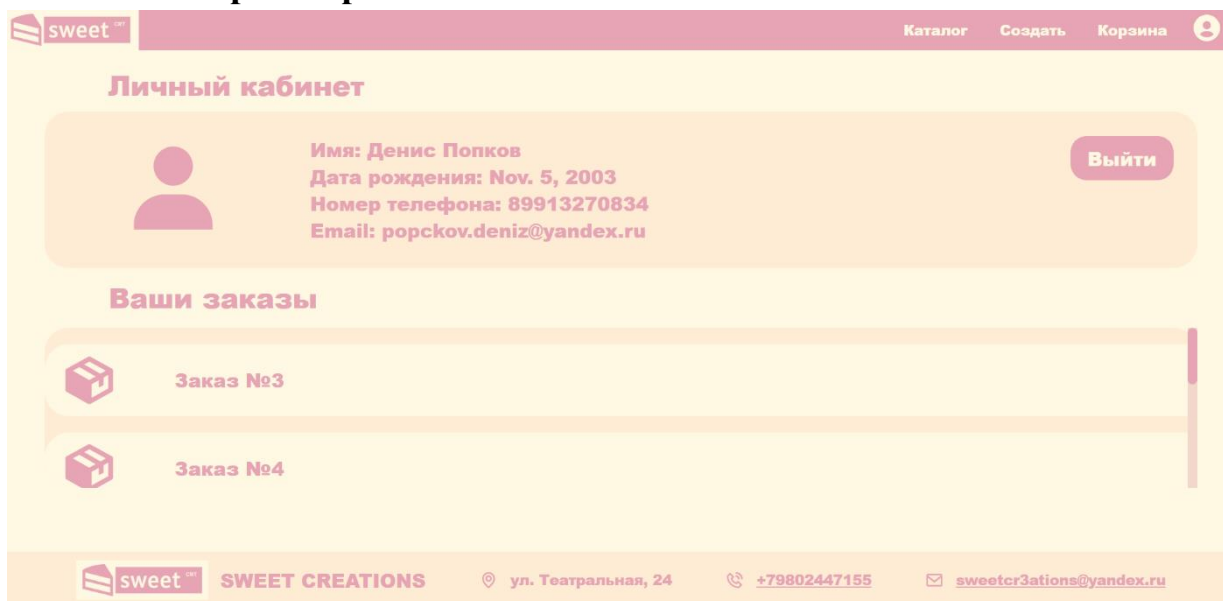 sweet CRT
Каталог Создать Корзина
Личный кабинет
Имя: Денис Попков
Дата рождения: Nov. 5, 2003
Номер телефона: 89913270834
Email: popckov.deniz@yandex.ru
Выйти
Ваши заказы
Заказ №3
Заказ №4
sweet CRT
SWEET CREATIONS
ул. Театральная, 24
+79802447155
sweetcr3ations@yandex.ru